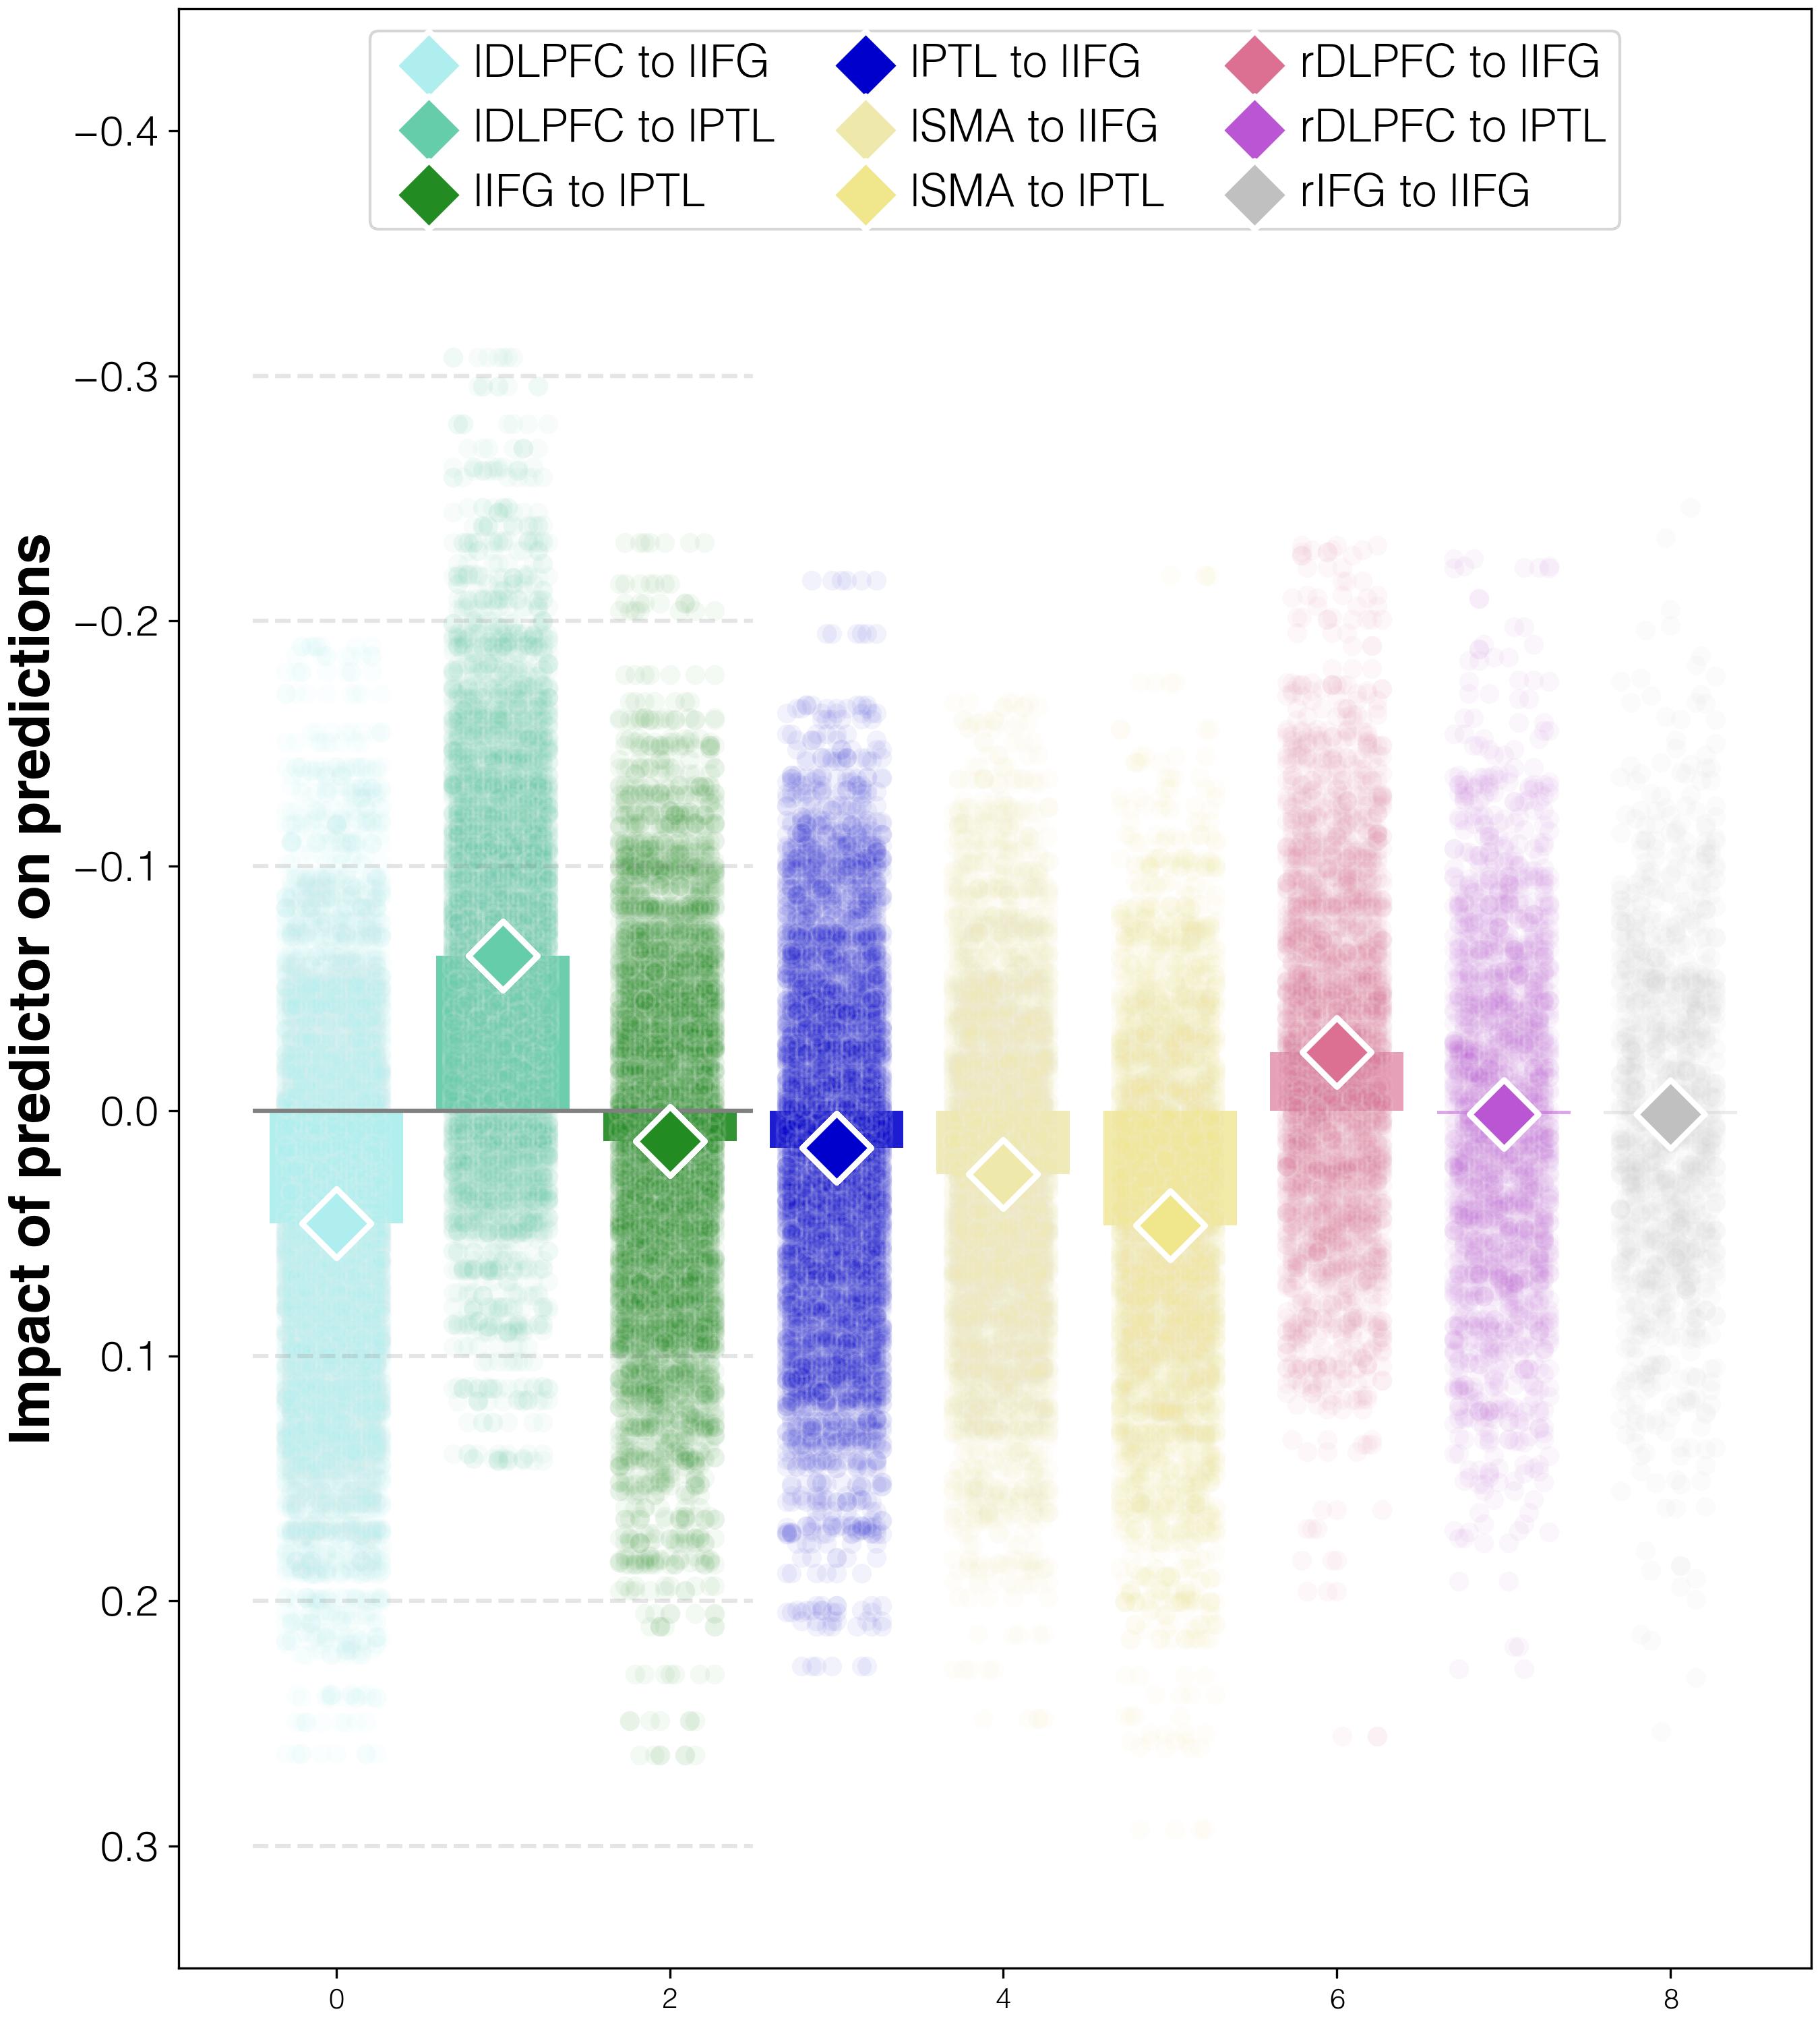 lDLPFC to lIFG
lPTL to lIFG
rDLPFC to lIFG
lDLPFC to lPTL
lSMA to lIFG
rDLPFC to lPTL
lIFG to lPTL
lSMA to lPTL
rIFG to lIFG
Impact of predictor on predictions
−0.4
−0.3
−0.2
−0.1
0.0
0.1
0.2
0.3
0 2 4 6 8